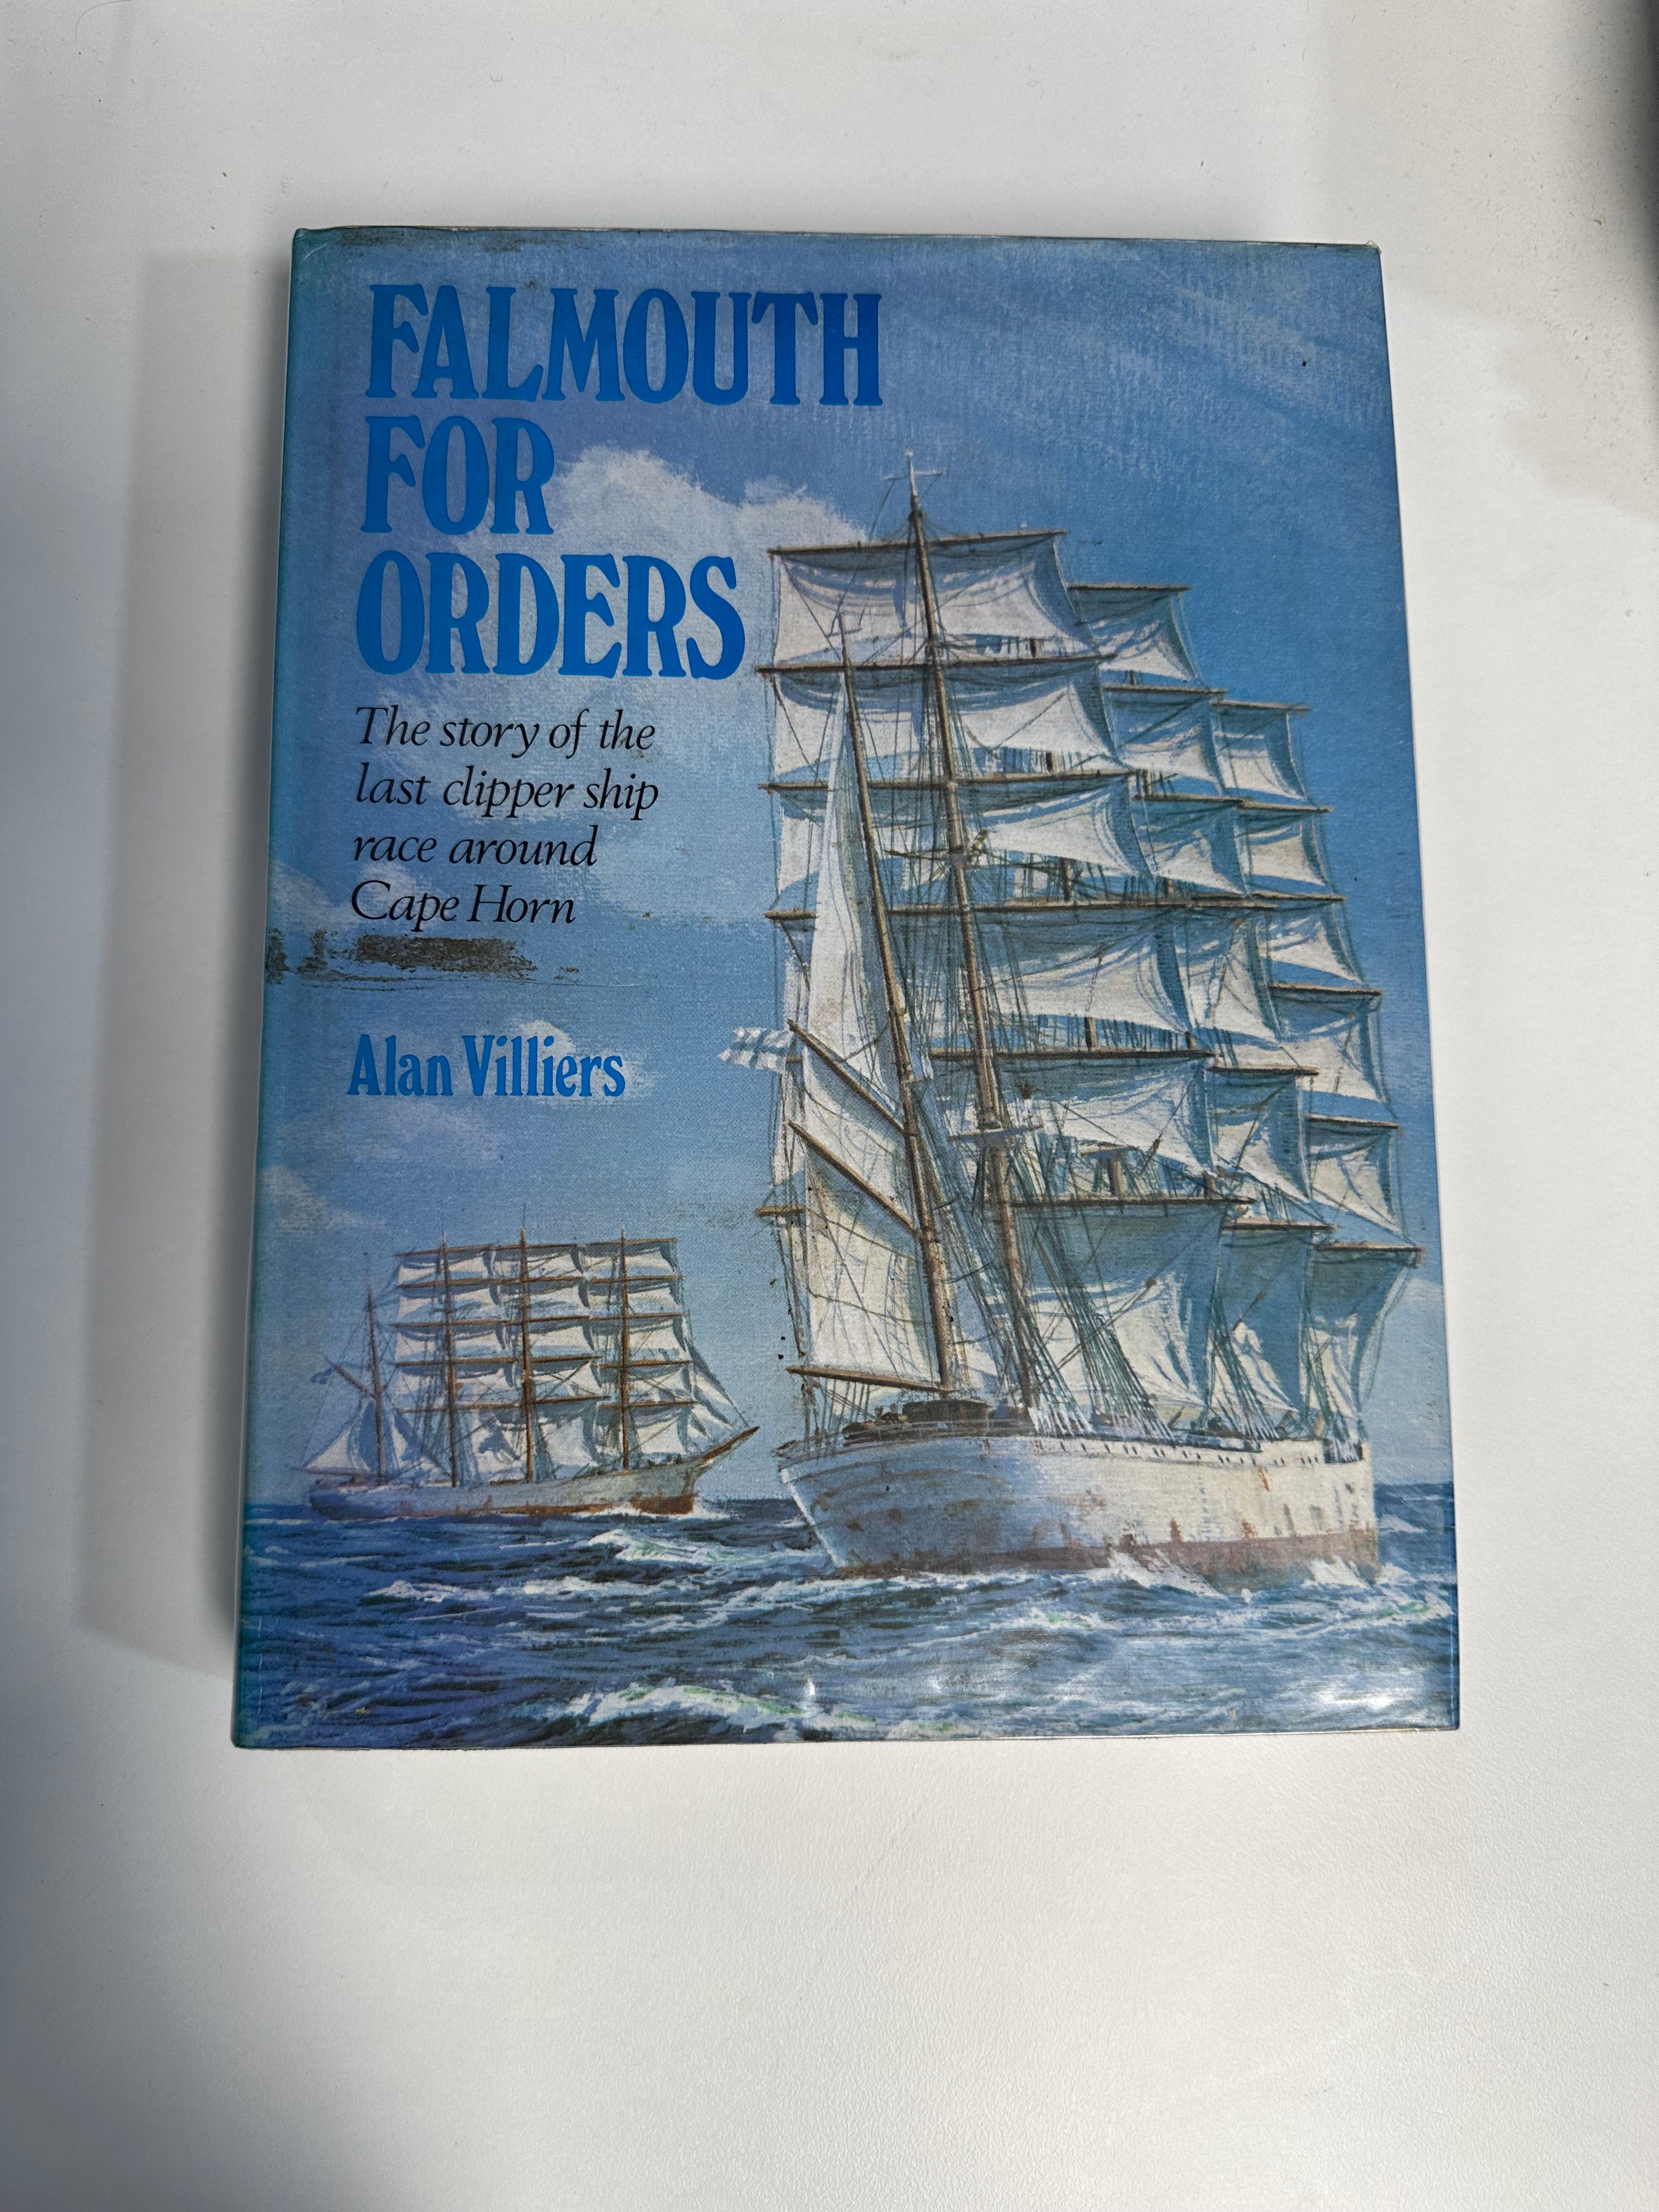 FALMOUTH
FOR
ORDERS
The story of the
last clipper ship
race around
Cape Horn
Alan Villiers